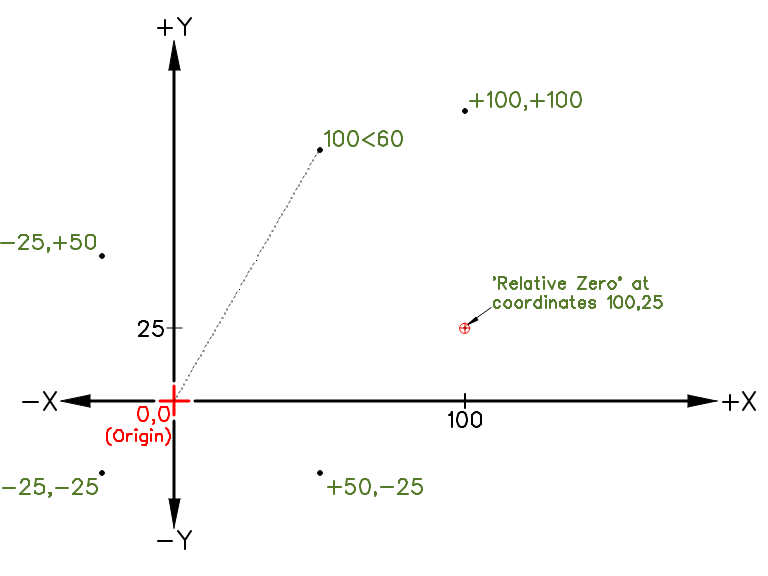 +Y
+100,+100
100<60
-25,+50
'Relative Zero' at
coordinates 100,25
25
-X
+X
0,0
(Origin)
100
-25,-25
+50,-25
-Y